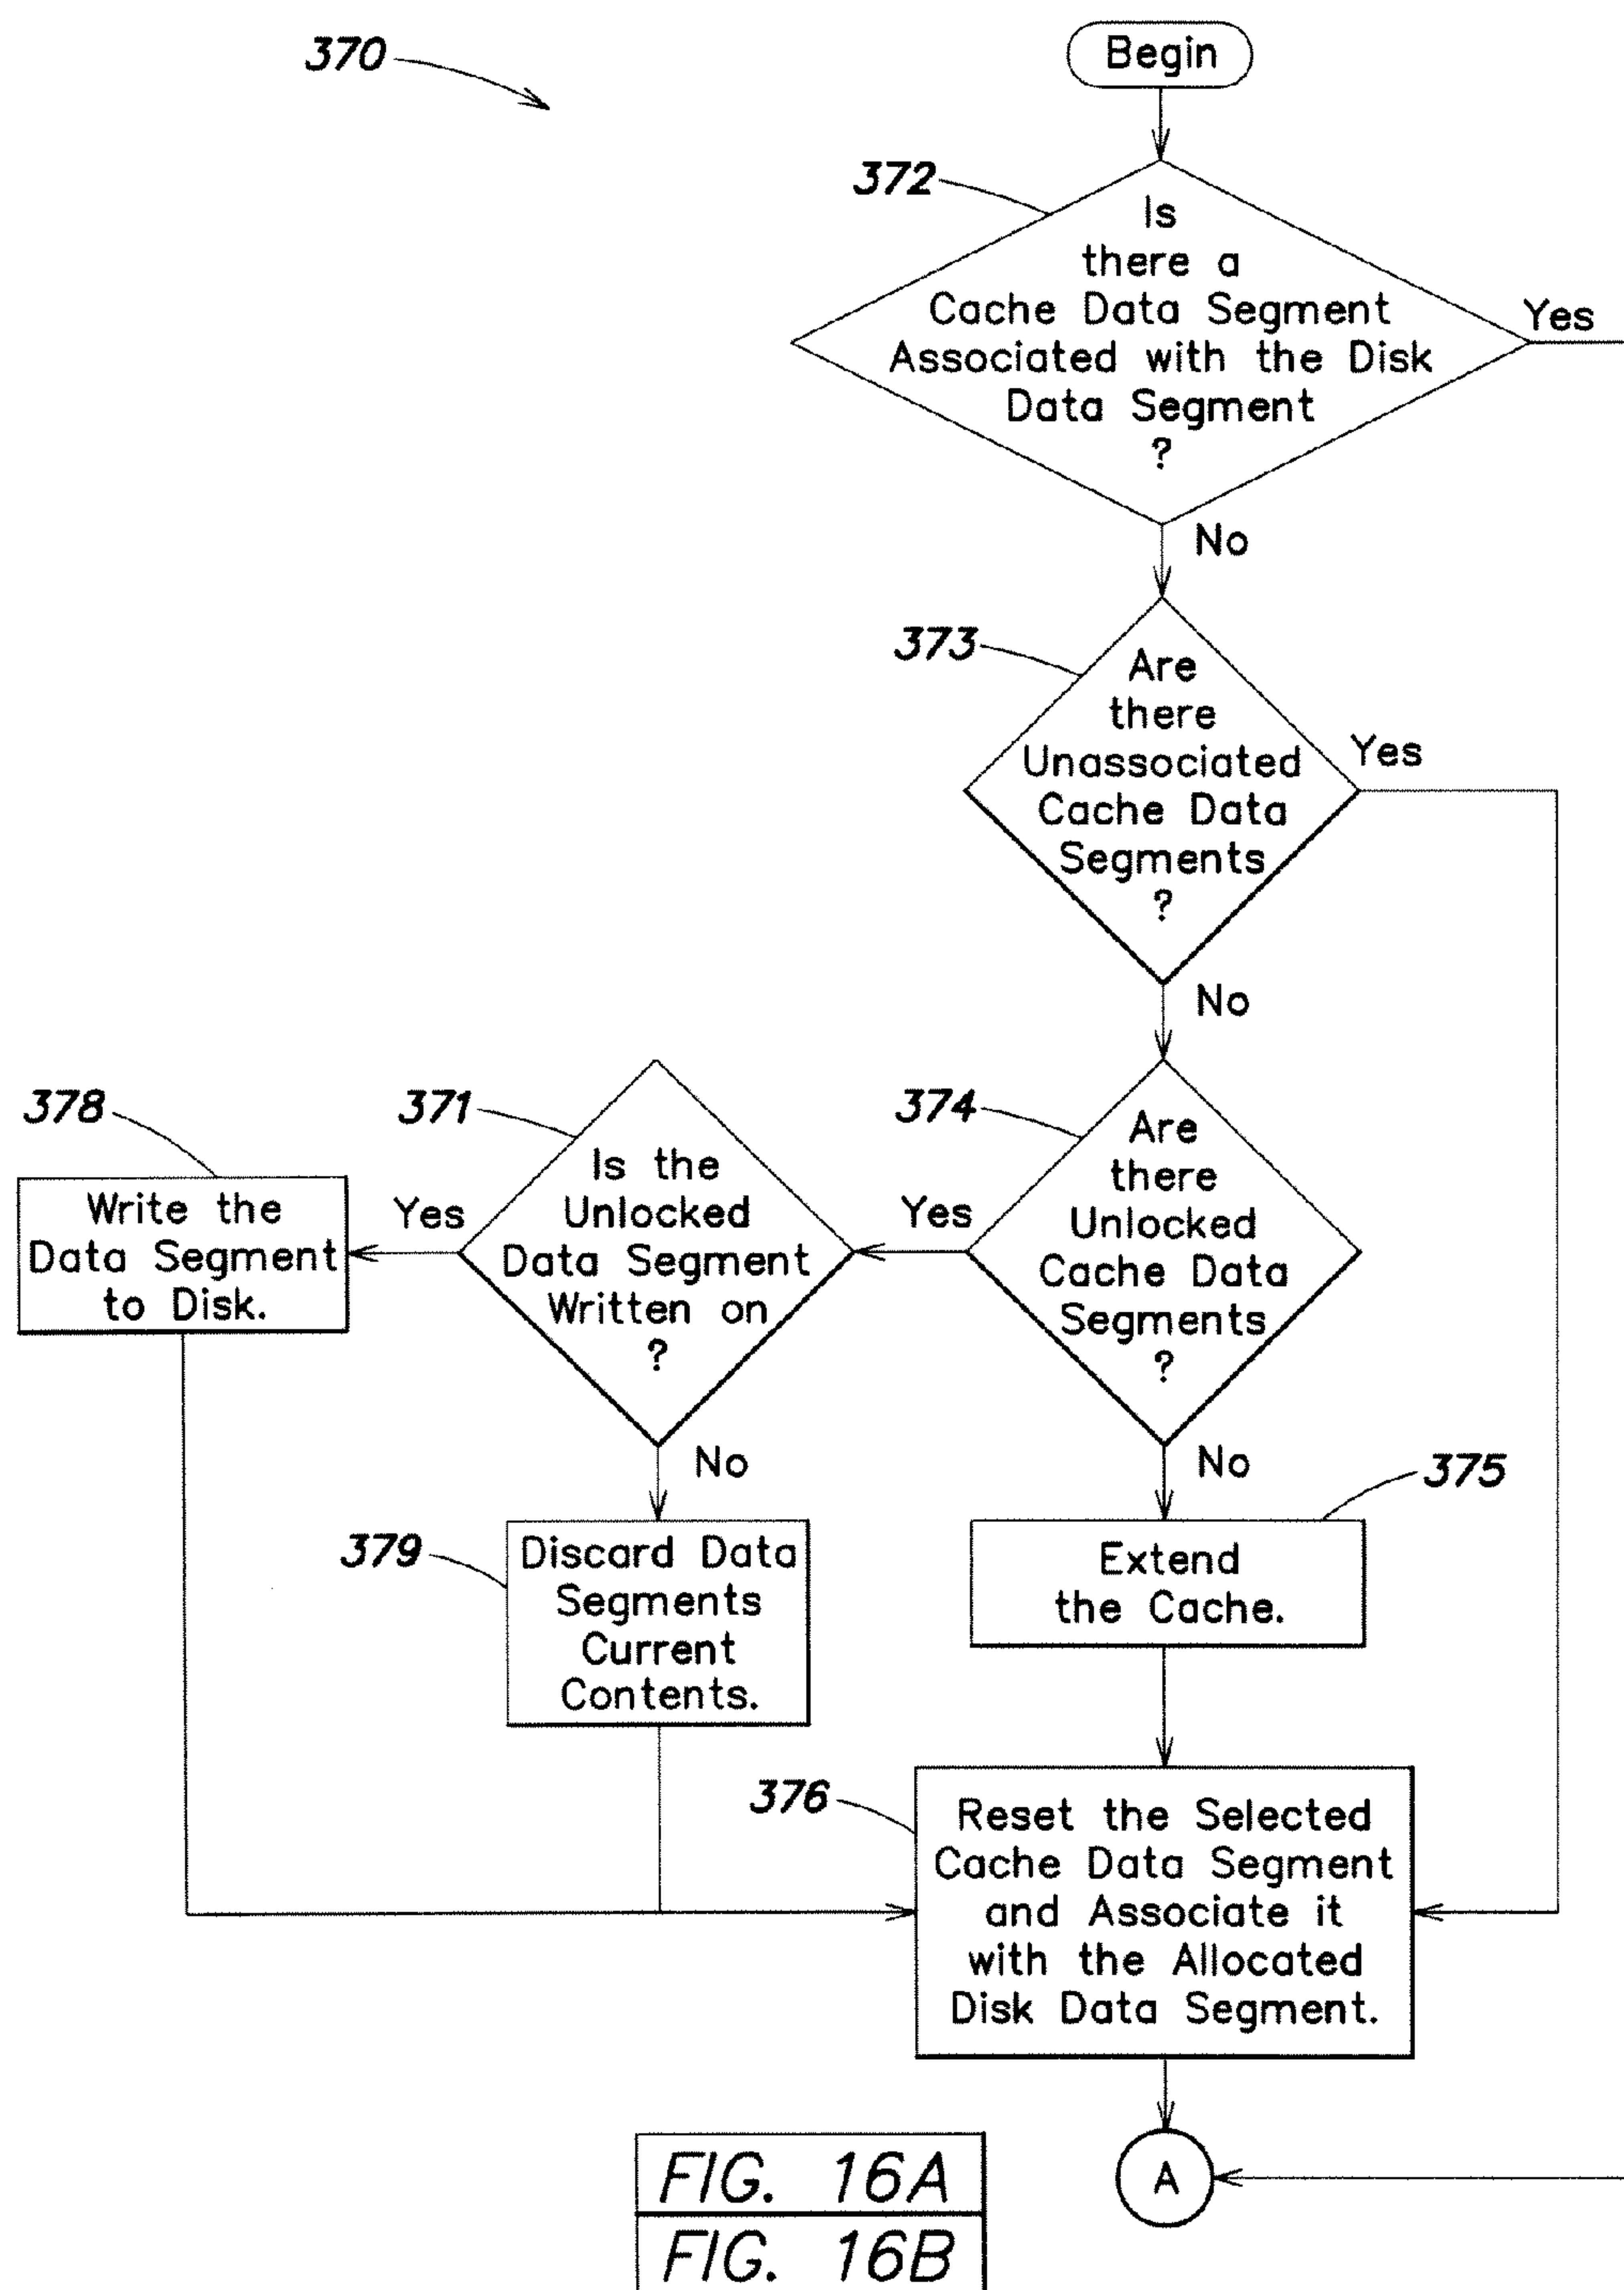 370
Begin
372
Is
there a
Cache Data Segment
Associated with the Disk
Data Segment
?
Yes
No
373
Are
there
Unassociated
Cache Data
Segments
?
Yes
No
378
Write the
Data Segment
to Disk.
Yes
371
Is the
Unlocked
Data Segment
Written on
?
Yes
374
Are
there
Unlocked
Cache Data
Segments
?
No
No
379
Discard Data
Segments
Current
Contents.
375
Extend
the Cache.
376
Reset the Selected
Cache Data Segment
and Associate it
with the Allocated
Disk Data Segment.
A
FIG. 16A
FIG. 16B